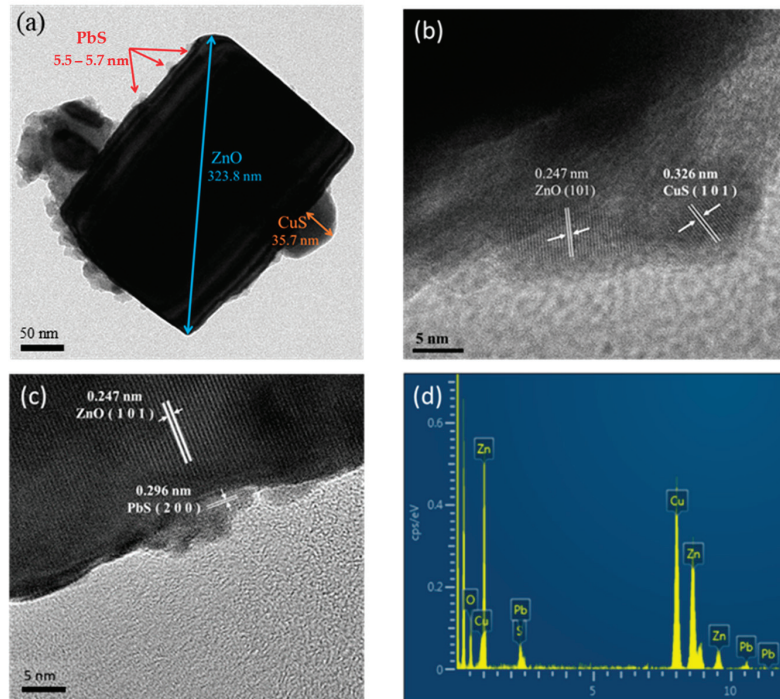 (a)
PbS
5.5 – 5.7 nm
ZnO
323.8 nm
CuS
35.7 nm
50 nm
(b)
0.247 nm
ZnO (101)
0.326 nm
CuS ( 1 0 1 )
5 nm
(c)
0.247 nm
ZnO ( 1 0 1 )
0.296 nm
PbS ( 2 0 0 )
5 nm
(d)
cps/eV
0.6
0.4
0.2
0
Zn
O
Cu
Pb
S
Cu
Zn
Zn
Pb
Pb
5
10